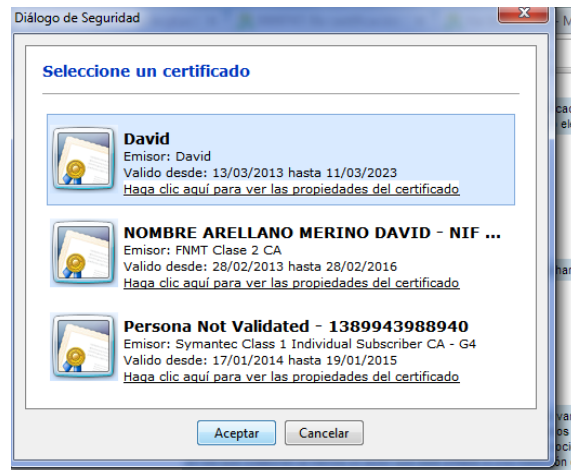 Diálogo de Seguridad
Seleccione un certificado
David
Emisor: David
Valido desde: 13/03/2013 hasta 11/03/2023
Haga clic aquí para ver las propiedades del certificado
NOMBRE ARELLANO MERINO DAVID - NIF ...
Emisor: FNMT Clase 2 CA
Valido desde: 28/02/2013 hasta 28/02/2016
Haga clic aquí para ver las propiedades del certificado
Persona Not Validated - 1389943988940
Emisor: Symantec Class 1 Individual Subscriber CA - G4
Valido desde: 17/01/2014 hasta 19/01/2015
Haga clic aquí para ver las propiedades del certificado
Aceptar Cancelar